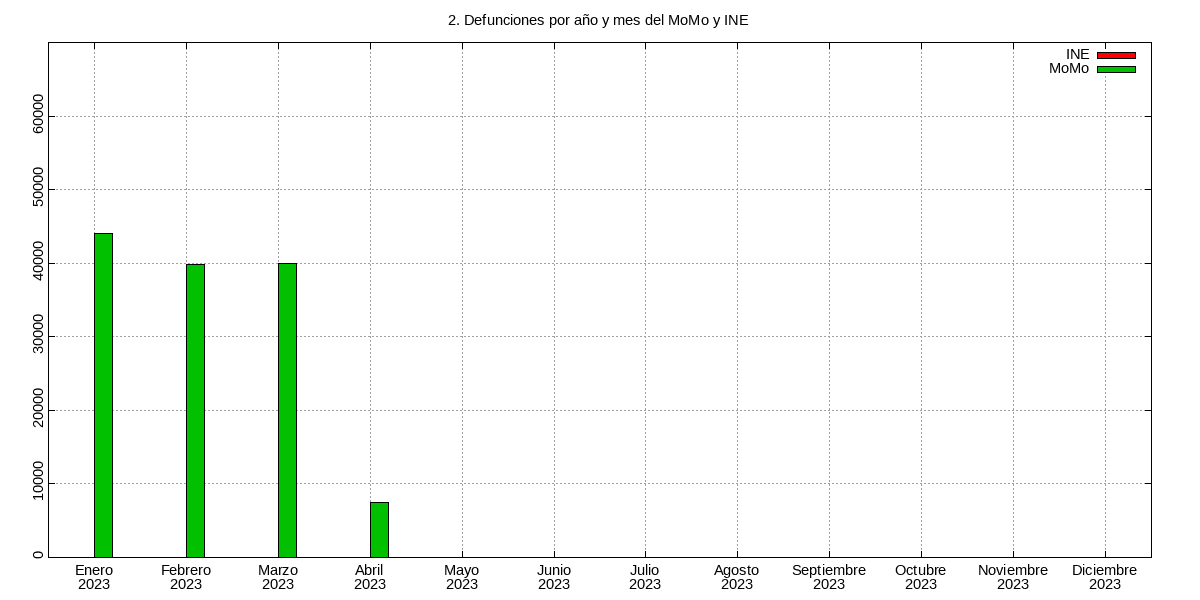 2. Defunciones por año y mes del MoMo y INE
INE
MoMo
60000
50000
40000
30000
20000
10000
0
Enero Febrero Marzo Abril Mayo Junio Julio Agosto Septiembre Octubre Noviembre Diciembre
2023 2023 2023 2023 2023 2023 2023 2023 2023 2023 2023 2023